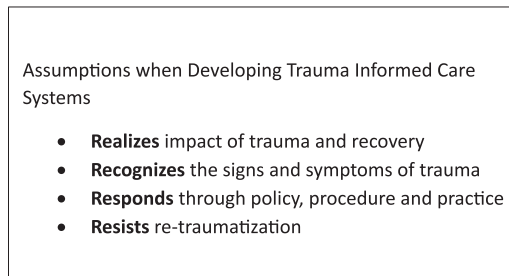 Assumptions when Developing Trauma Informed Care
Systems
• Realizes impact of trauma and recovery
• Recognizes the signs and symptoms of trauma
• Responds through policy, procedure and practice
• Resists re-traumatization